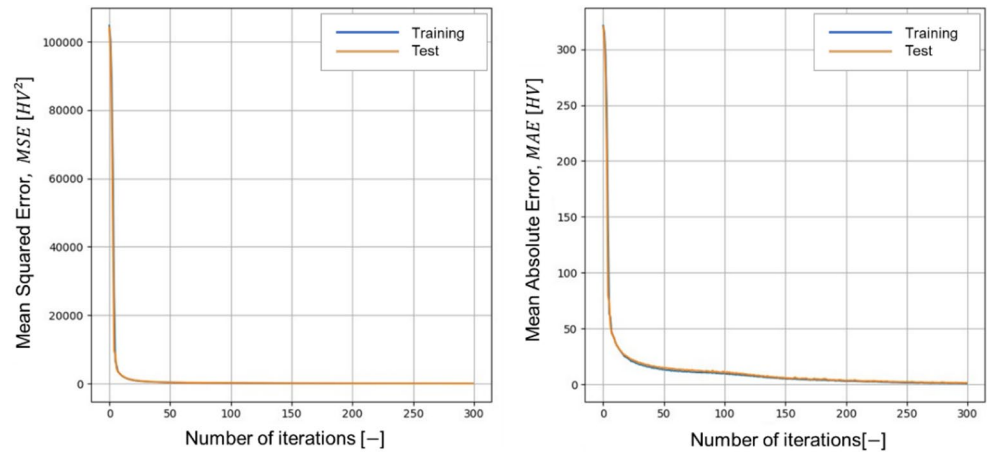 Training
Test
100000
80000
60000
40000
20000
0
Mean Squared Error, MSE [HV²]
0 50 100 150 200 250 300
Number of iterations [−]
Training
Test
300
250
200
150
100
50
0
Mean Absolute Error, MAE [HV]
0 50 100 150 200 250 300
Number of iterations[−]